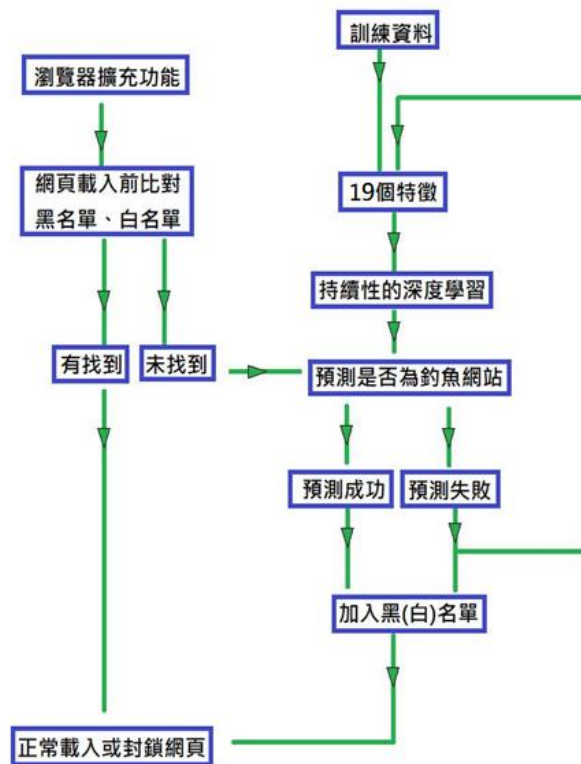 訓練資料
瀏覽器擴充功能
網頁載入前比對
黑名單、白名單
19個特徵
持續性的深度學習
有找到
未找到
預測是否為釣魚網站
預測成功
預測失敗
加入黑(白)名單
正常載入或封鎖網頁